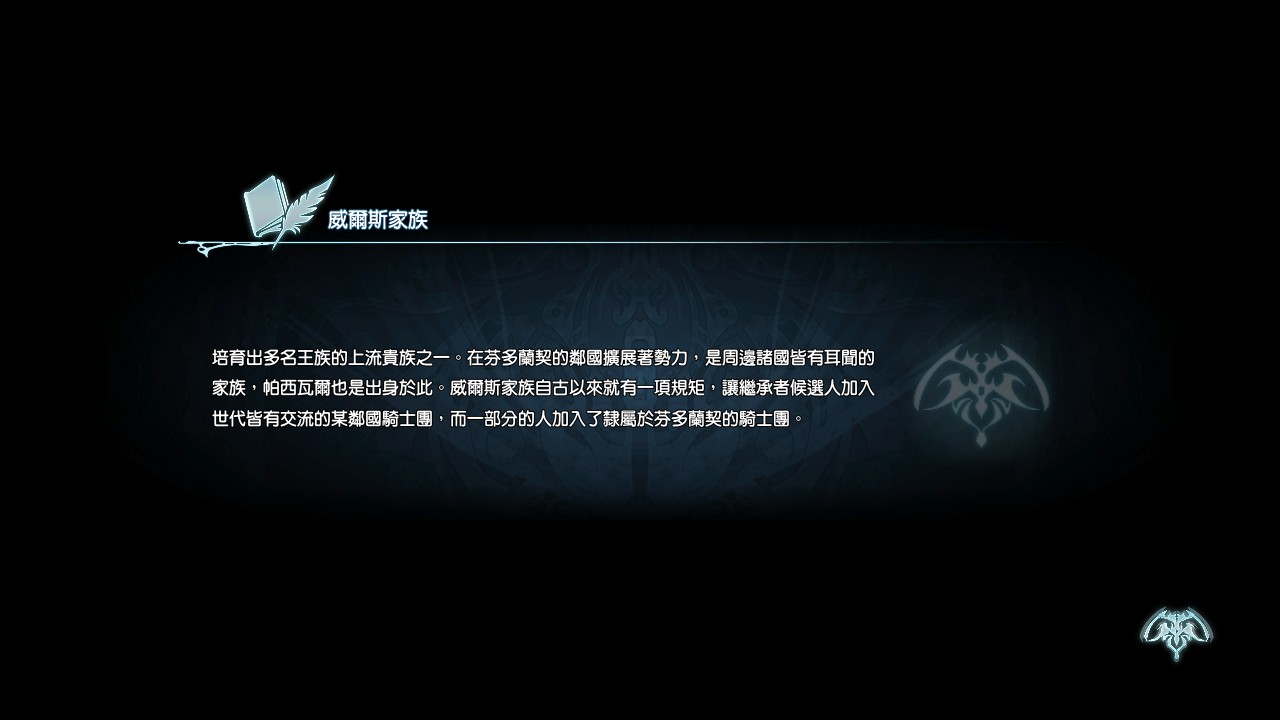 威爾斯家族
培育出多名王族的上流貴族之一。在芬多蘭契的鄰國擴展著勢力，是周邊諸國皆有耳聞的
家族，帕西瓦爾也是出身於此。威爾斯家族自古以來就有一項規矩，讓繼承者候選人加入
世代皆有交流的某鄰國騎士團，而一部分的人加入了隸屬於芬多蘭契的騎士團。